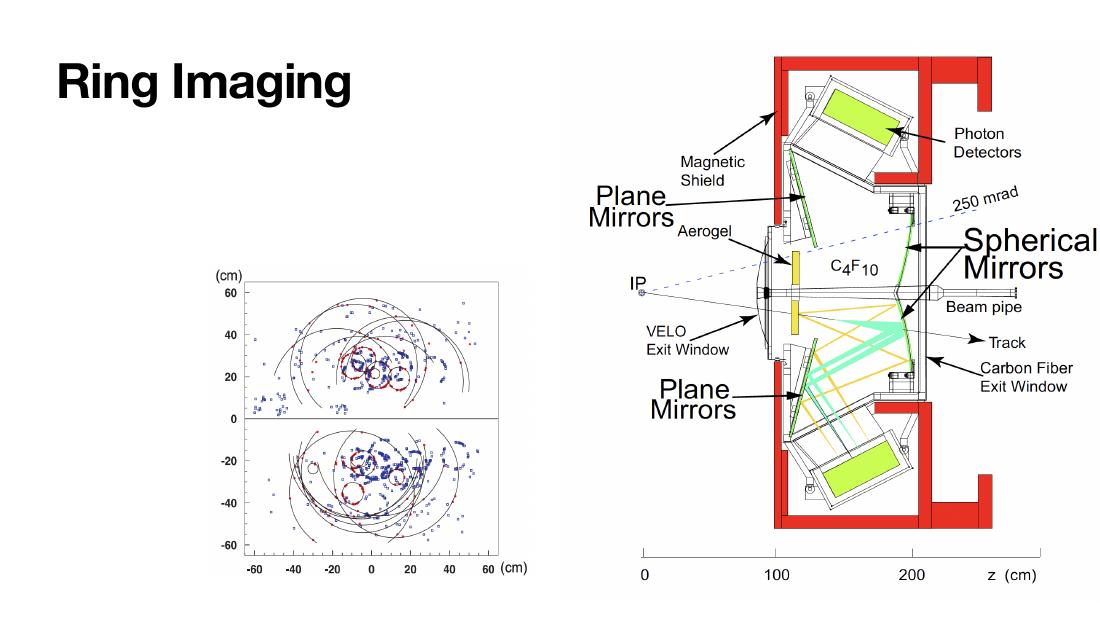 Ring Imaging
(cm)
60
40
20
0
-20
-40
-60
-60 -40 -20 0 20 40 60 (cm)
Magnetic
Shield
Photon
Detectors
Plane
Mirrors
Aerogel
250 mrad
Spherical
Mirrors
C4F10
IP
Beam pipe
VELO
Exit Window
Track
Carbon Fiber
Exit Window
Plane
Mirrors
0 100 200 z (cm)